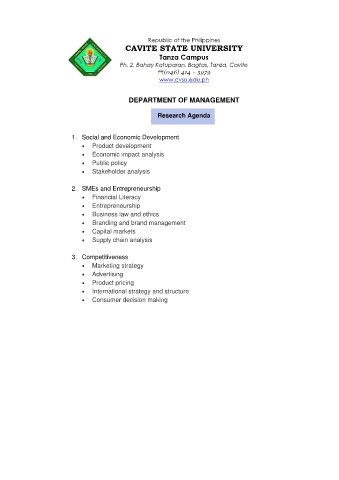 Republic of the Philippines
CAVITE STATE UNIVERSITY
Tanza Campus
Ph. 2, Bahay Katuparan, Bagtas, Tanza, Cavite
☎(046) 414 – 3979
www.cvsu.edu.ph
DEPARTMENT OF MANAGEMENT
Research Agenda
1. Social and Economic Development
• Product development
• Economic impact analysis
• Public policy
• Stakeholder analysis
2. SMEs and Entrepreneurship
• Financial Literacy
• Entrepreneurship
• Business law and ethics
• Branding and brand management
• Capital markets
• Supply chain analysis
3. Competitiveness
• Marketing strategy
• Advertising
• Product pricing
• International strategy and structure
• Consumer decision making